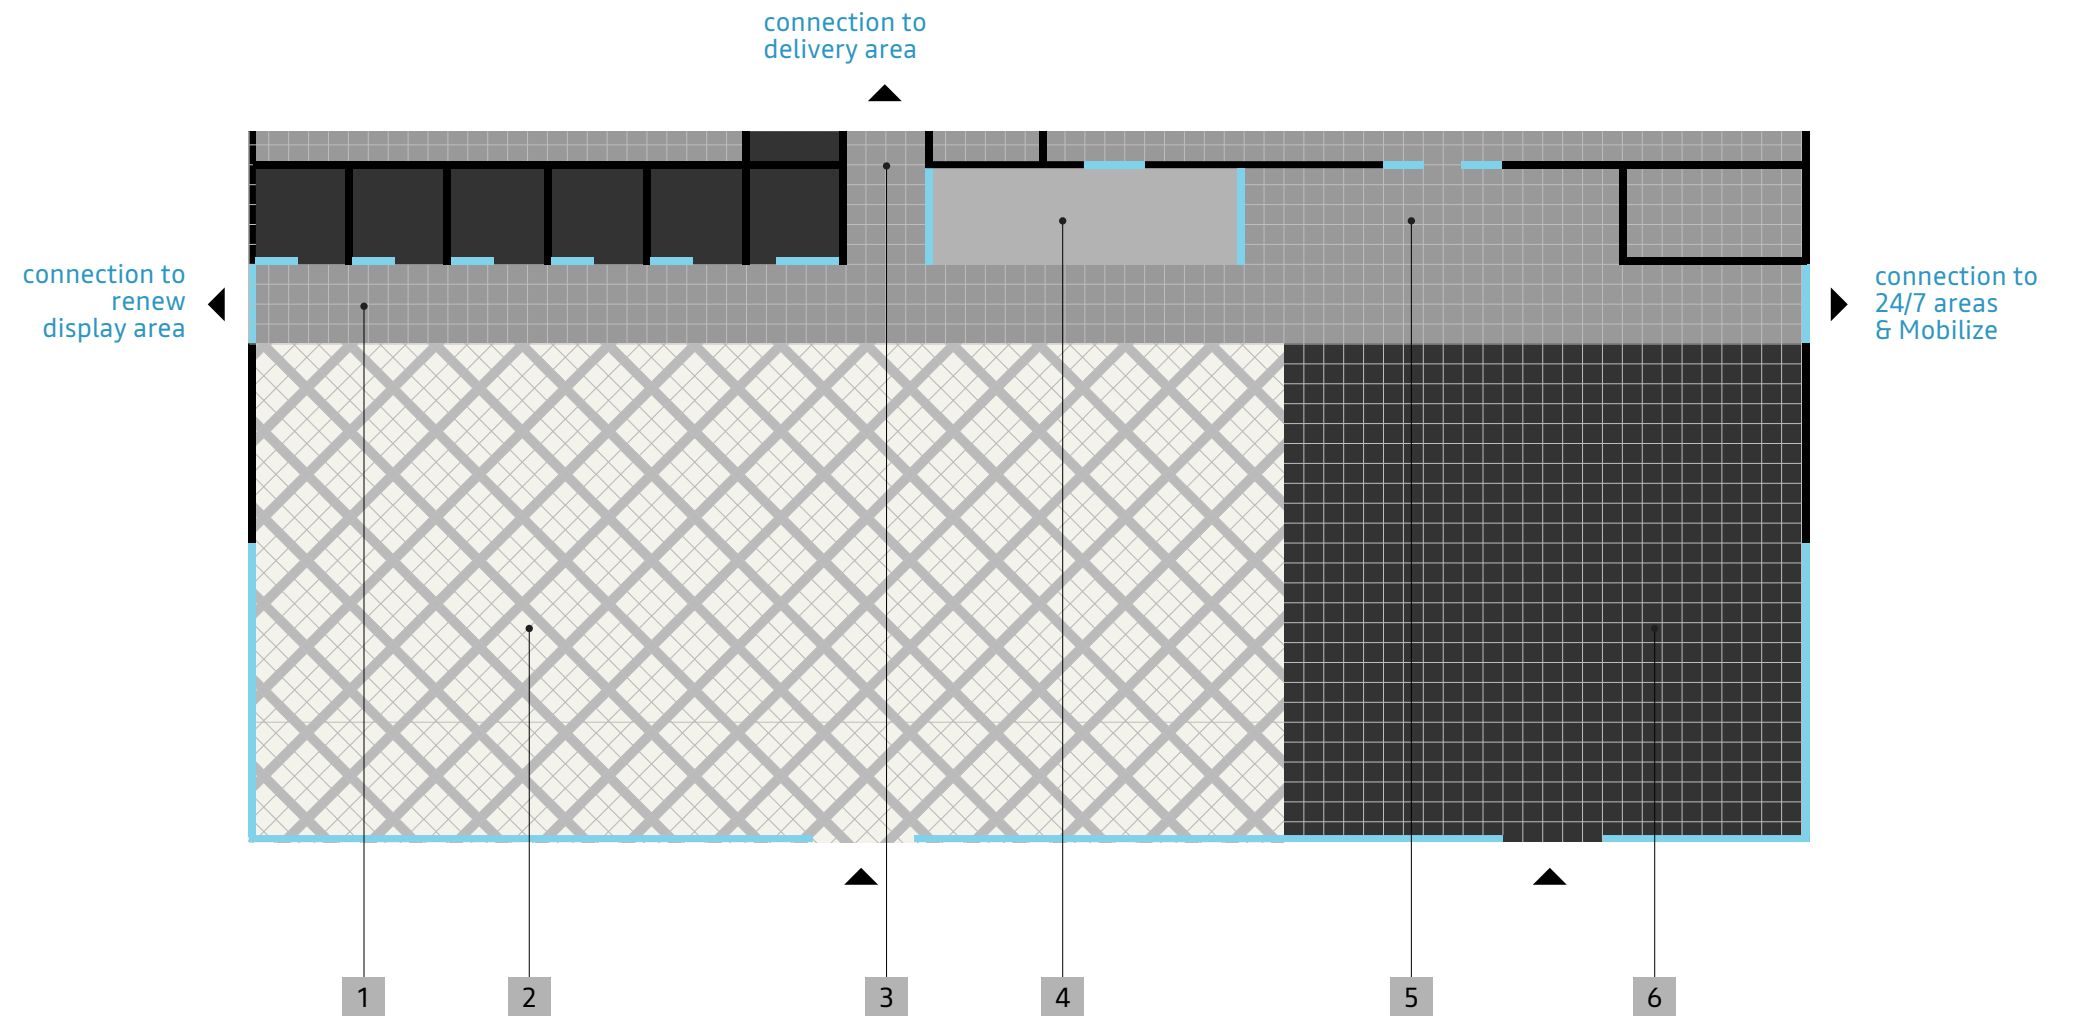 connection to
delivery area
connection to
renew
display area
connection to
24/7 areas
& Mobilize
1
2
3
4
5
6